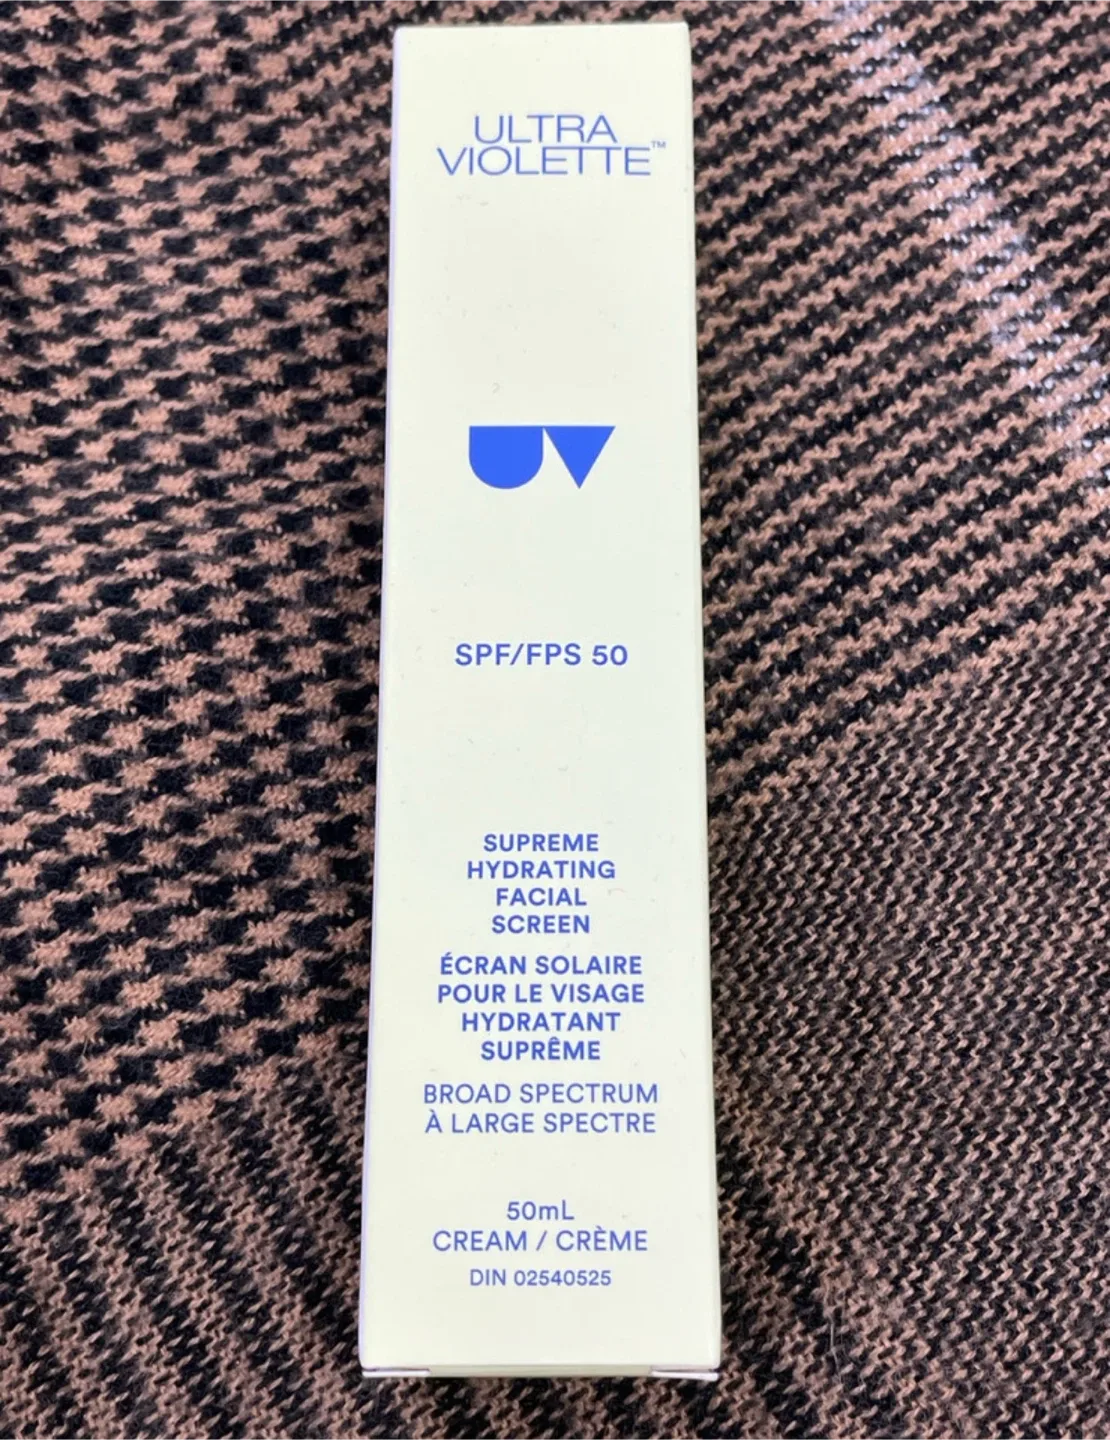 ULTRA
VIOLETTE™
UV
SPF/FPS 50
SUPREME
HYDRATING
FACIAL
SCREEN
ÉCRAN SOLAIRE
POUR LE VISAGE
HYDRATANT
SUPRÊME
BROAD SPECTRUM
À LARGE SPECTRE
50mL
CREAM / CRÈME
DIN 02540525